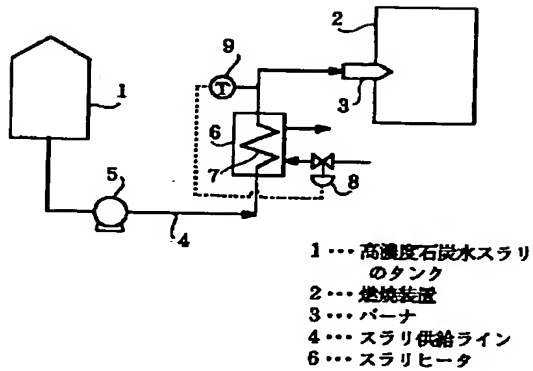 2
9
T
1
3
6
7
8
5
4
1 … 高濃度石炭水スラリ
のタンク
2 … 燃焼装置
3 … バーナ
4 … スラリ供給ライン
6 … スラリヒータ